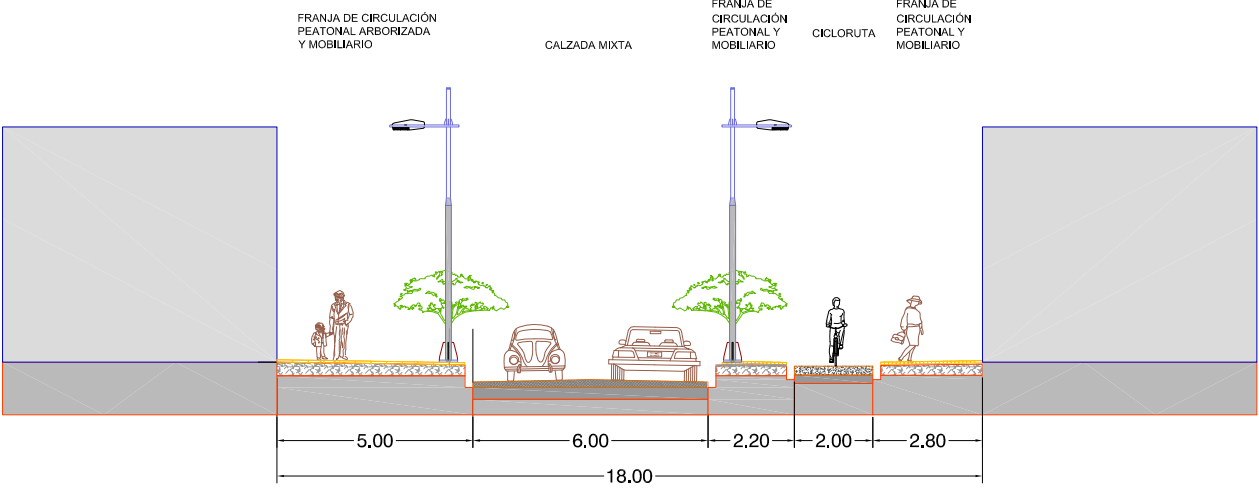 FRANJA DE CIRCULACIÓN
PEATONAL ARBORIZADA
Y MOBILIARIO
CALZADA MIXTA
FRANJA DE
CIRCULACIÓN
PEATONAL Y
MOBILIARIO
CICLORUTA
FRANJA DE
CIRCULACIÓN
PEATONAL Y
MOBILIARIO
5.00
6.00
2.20
2.00
2.80
18.00